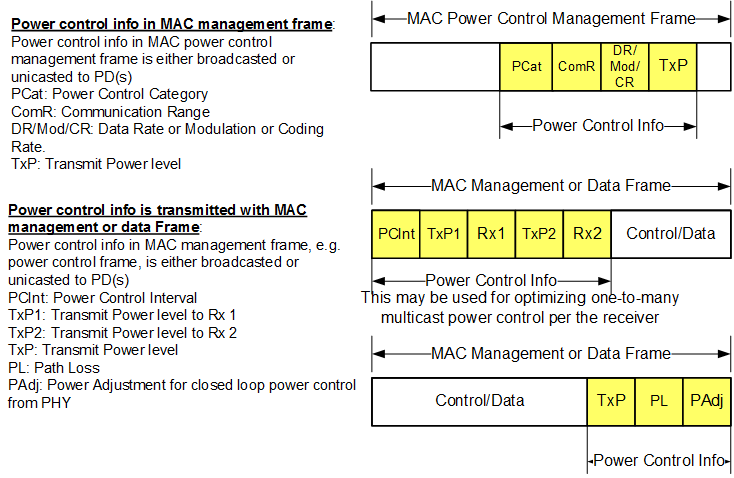 Power control info in MAC management frame:
Power control info in MAC power control
management frame is either broadcasted or
unicasted to PD(s)
PCat: Power Control Category
ComR: Communication Range
DR/Mod/CR: Data Rate or Modulation or Coding
Rate.
TxP: Transmit Power level
MAC Power Control Management Frame
PCat ComR DR/ Mod/ CR TxP
Power Control Info
Power control info is transmitted with MAC
management or data Frame:
Power control info in MAC management frame, e.g.
power control frame, is either broadcasted or
unicasted to PD(s)
PCInt: Power Control Interval
TxP1: Transmit Power level to Rx 1
TxP2: Transmit Power level to Rx 2
TxP: Transmit Power level
PL: Path Loss
PAdj: Power Adjustment for closed loop power control
from PHY
MAC Management or Data Frame
PCInt TxP1 Rx1 TxP2 Rx2 Control/Data
Power Control Info
This may be used for optimizing one-to-many
multicast power control per the receiver
MAC Management or Data Frame
Control/Data TxP PL PAdj
Power Control Info